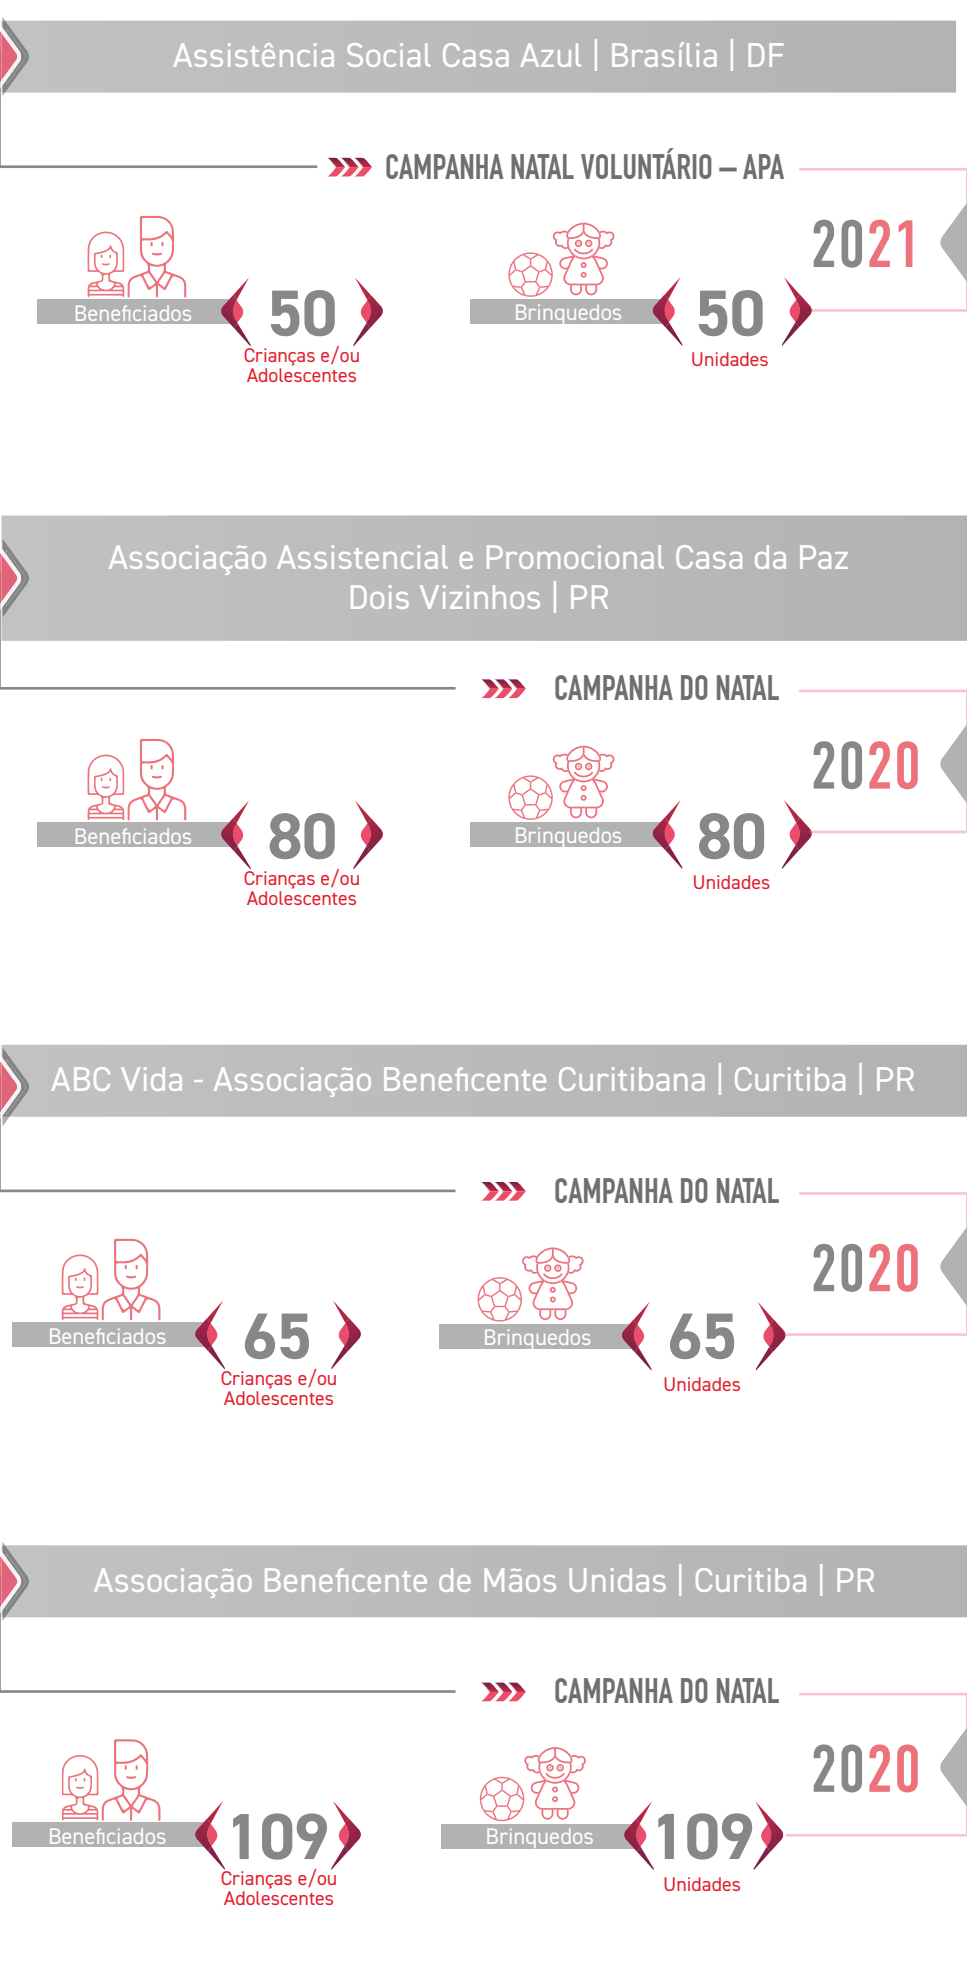 Assistência Social Casa Azul | Brasília | DF
CAMPANHA NATAL VOLUNTÁRIO – APA
2021
Beneficiados
50
Crianças e/ou
Adolescentes
Brinquedos
50
Unidades
Associação Assistencial e Promocional Casa da Paz
Dois Vizinhos | PR
CAMPANHA DO NATAL
2020
Beneficiados
80
Crianças e/ou
Adolescentes
Brinquedos
80
Unidades
ABC Vida - Associação Beneficente Curitibana | Curitiba | PR
CAMPANHA DO NATAL
2020
Beneficiados
65
Crianças e/ou
Adolescentes
Brinquedos
65
Unidades
Associação Beneficente de Mãos Unidas | Curitiba | PR
CAMPANHA DO NATAL
2020
Beneficiados
109
Crianças e/ou
Adolescentes
Brinquedos
109
Unidades